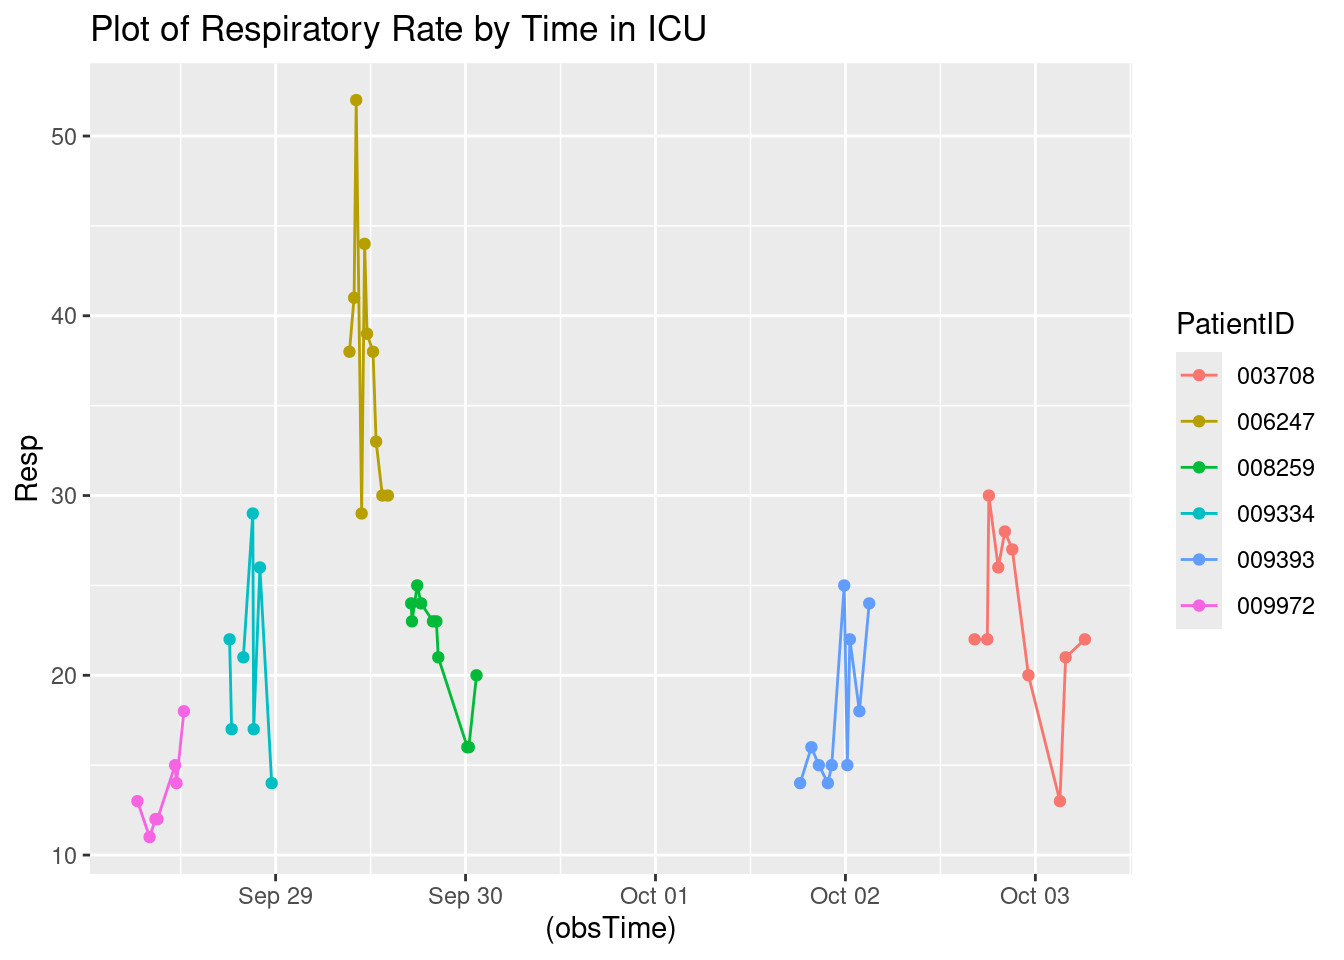 Plot of Respiratory Rate by Time in ICU
Resp
50
40
30
20
10
Sep 29
Sep 30
Oct 01
Oct 02
Oct 03
(obsTime)
PatientID
003708
006247
008259
009334
009393
009972